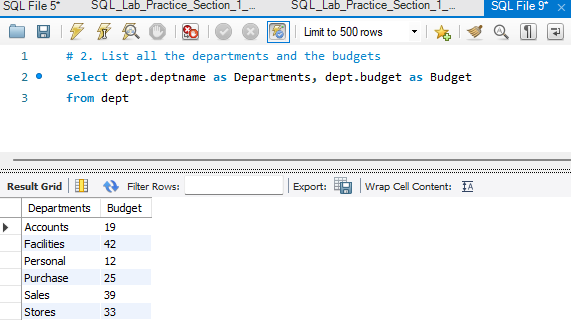 SQL File 5*
SQL_Lab_Practice_Section_1_...
SQL_Lab_Practice_Section_1_...
SQL File 9*
Limit to 500 rows
1 # 2. List all the departments and the budgets
2 select dept.deptname as Departments, dept.budget as Budget
3 from dept
Result Grid Filter Rows: Export: Wrap Cell Content:
Departments Budget
Accounts 19
Facilities 42
Personal 12
Purchase 25
Sales 39
Stores 33